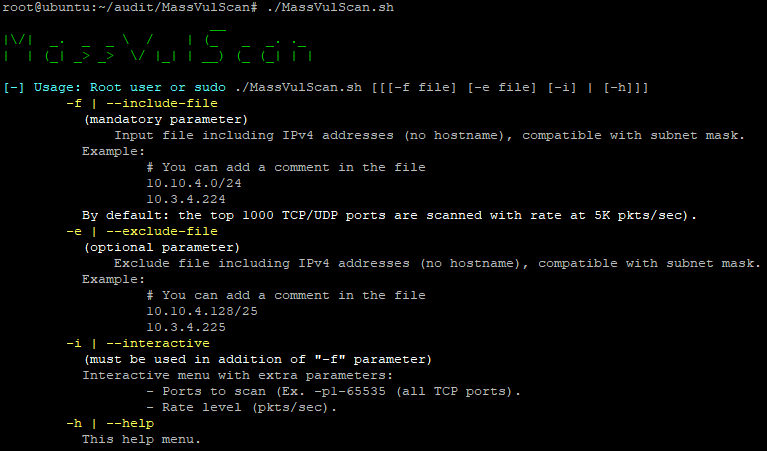 root@ubuntu:~/audit/MassVulScan# ./MassVulScan.sh
MassVulScan
[-] Usage: Root user or sudo ./MassVulScan.sh [[[-f file] [-e file] [-i] | [-h]]]
-f | --include-file
(mandatory parameter)
Input file including IPv4 addresses (no hostname), compatible with subnet mask.
Example:
# You can add a comment in the file
10.10.4.0/24
10.3.4.224
By default: the top 1000 TCP/UDP ports are scanned with rate at 5K pkts/sec).
-e | --exclude-file
(optional parameter)
Exclude file including IPv4 addresses (no hostname), compatible with subnet mask.
Example:
# You can add a comment in the file
10.10.4.128/25
10.3.4.225
-i | --interactive
(must be used in addition of "-f" parameter)
Interactive menu with extra parameters:
- Ports to scan (Ex. -p1-65535 (all TCP ports).
- Rate level (pkts/sec).
-h | --help
This help menu.